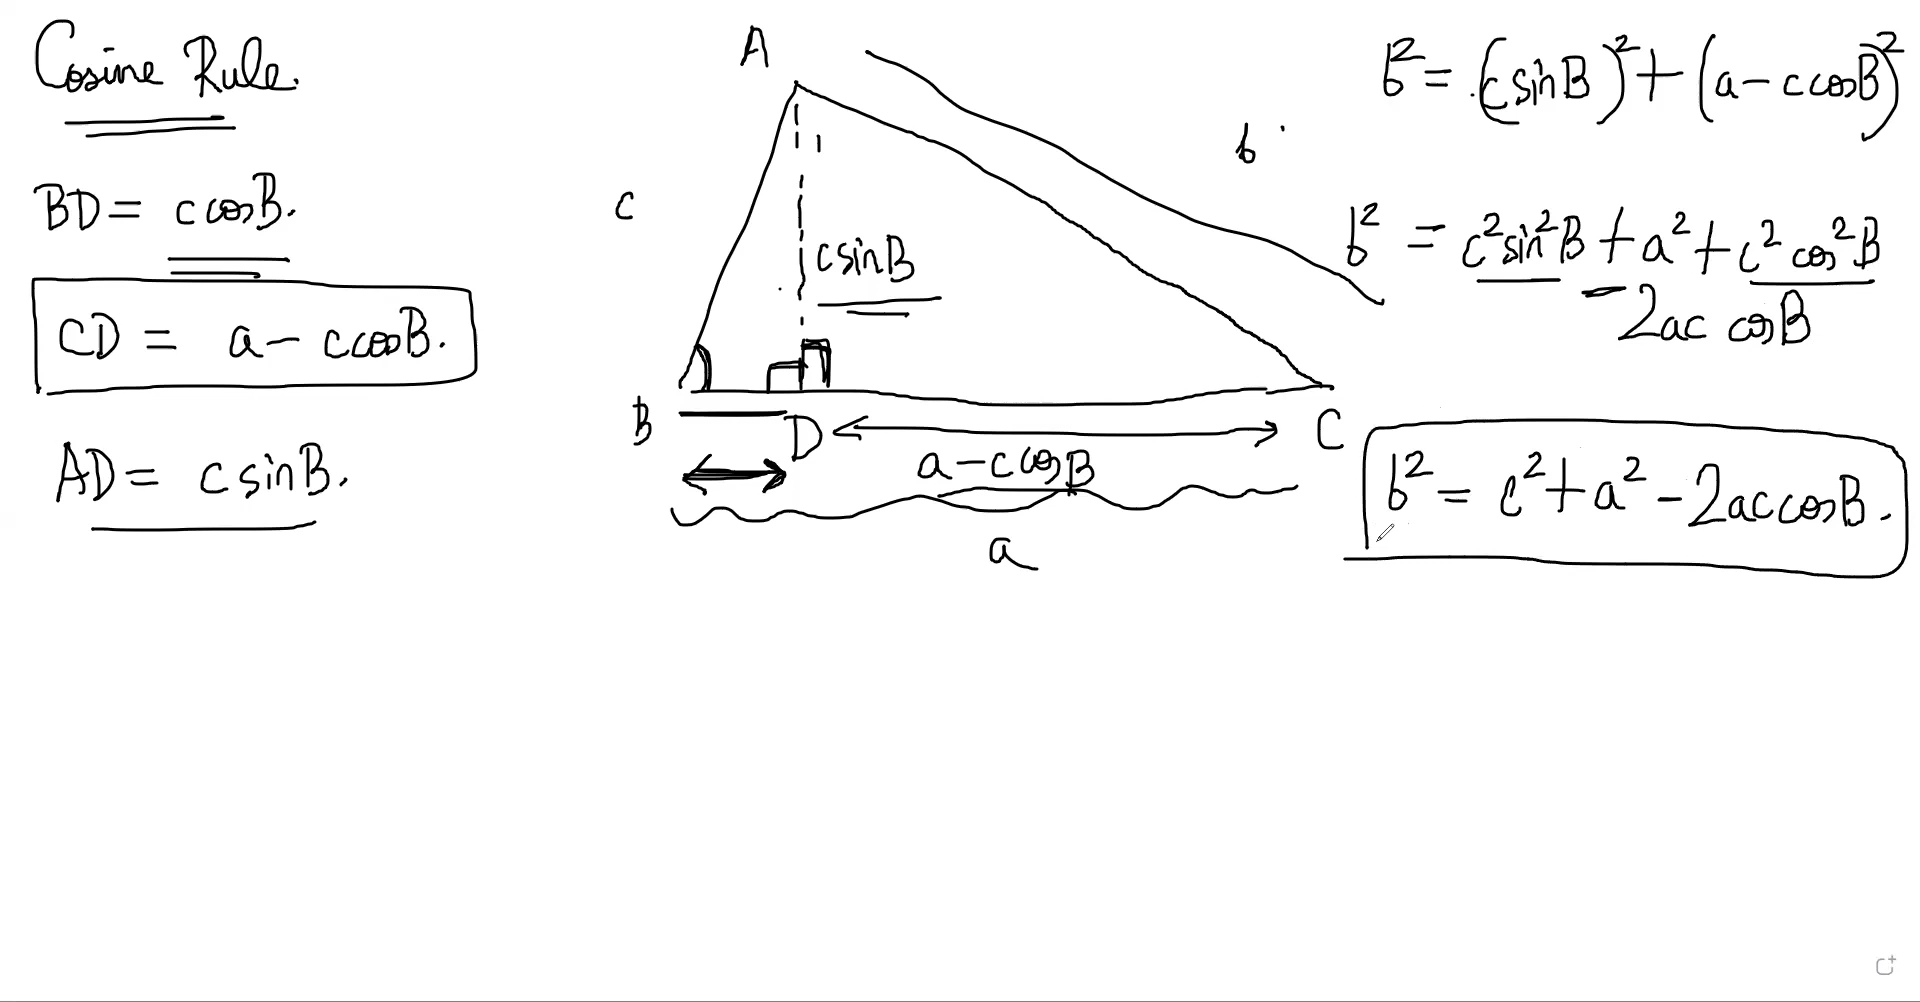 Cosine Rule.
BD = c cosB.
CD = a - c cosB.
AD = c sinB.
A
b
c
c sinB
B
D
C
a - c cosB
a
b² = (c sinB)² + (a - c cosB)²
b² = c² sin²B + a² + c² cos²B
- 2ac cosB
b² = c² + a² - 2ac cosB.